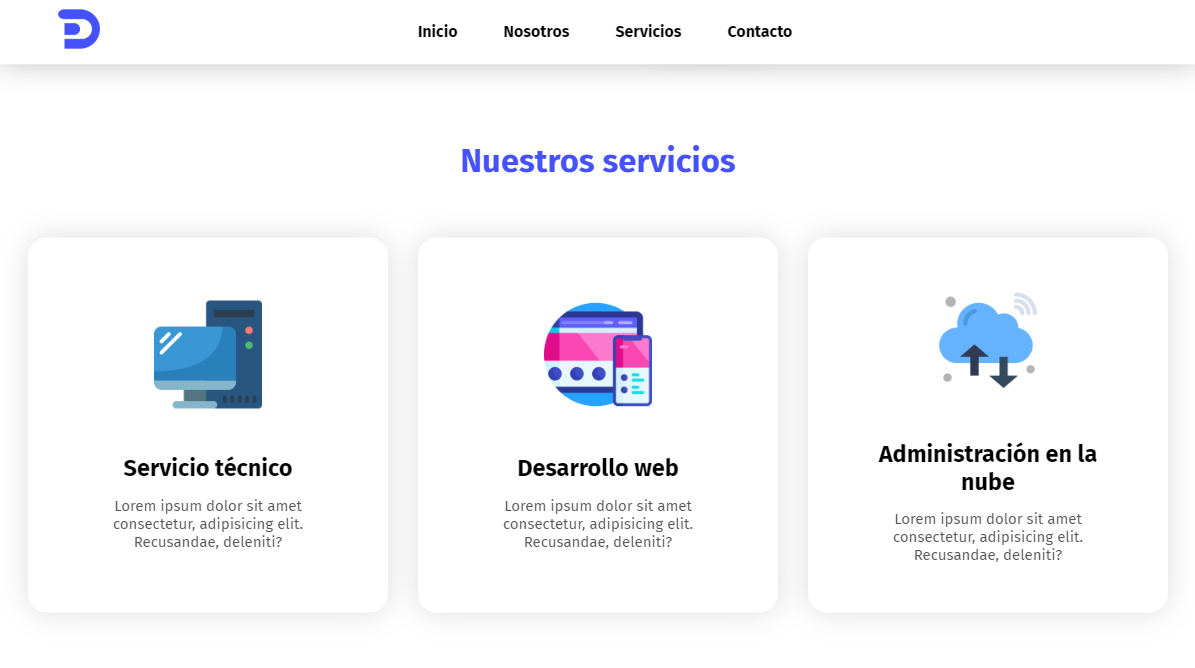 Inicio Nosotros Servicios Contacto
Nuestros servicios
Servicio técnico
Lorem ipsum dolor sit amet
consectetur, adipisicing elit.
Recusandae, deleniti?
Desarrollo web
Lorem ipsum dolor sit amet
consectetur, adipisicing elit.
Recusandae, deleniti?
Administración en la
nube
Lorem ipsum dolor sit amet
consectetur, adipisicing elit.
Recusandae, deleniti?